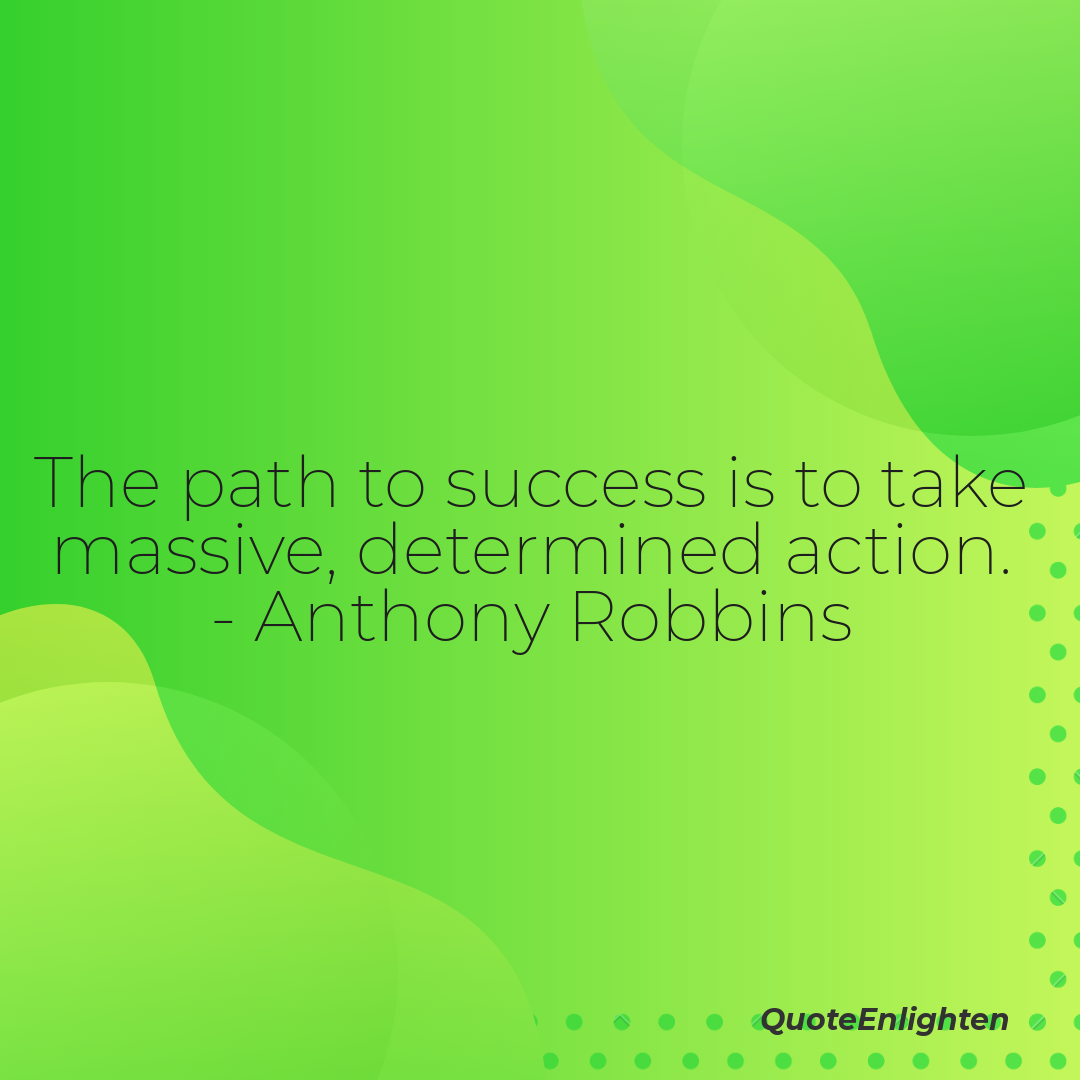 The path to success is to take
massive, determined action.
- Anthony Robbins
QuoteEnlighten